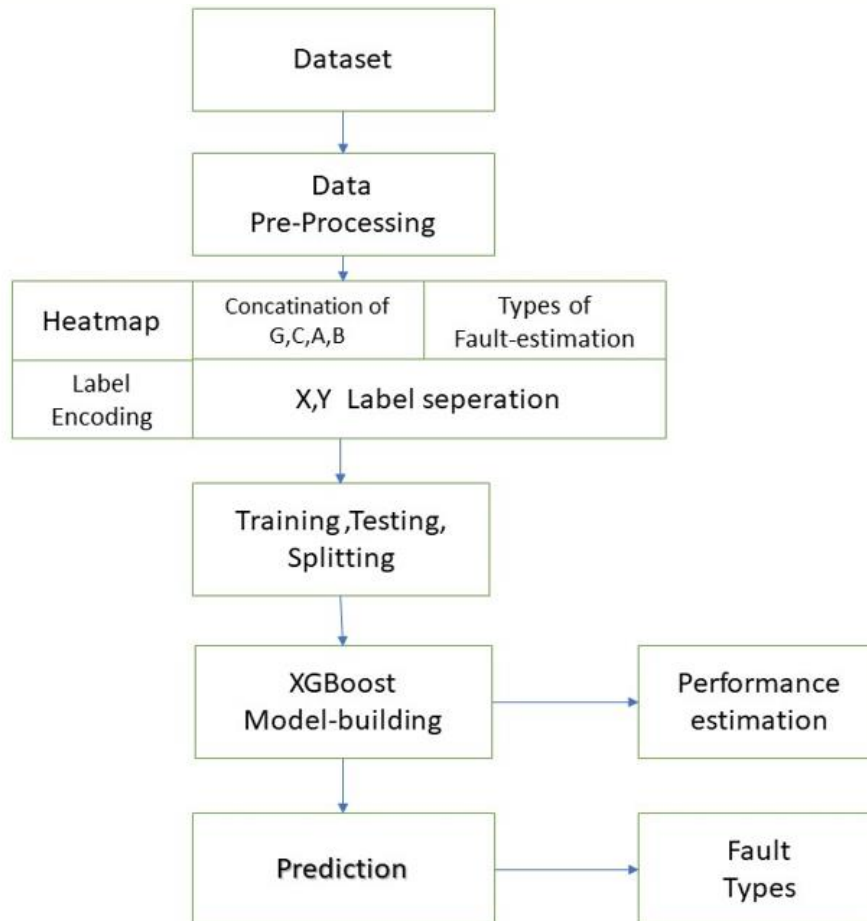 Dataset
Data
Pre-Processing
Heatmap
Concatination of
G,C,A,B
Types of
Fault-estimation
Label
Encoding
X,Y Label seperation
Training,Testing,
Splitting
XGBoost
Model-building
Performance
estimation
Prediction
Fault
Types